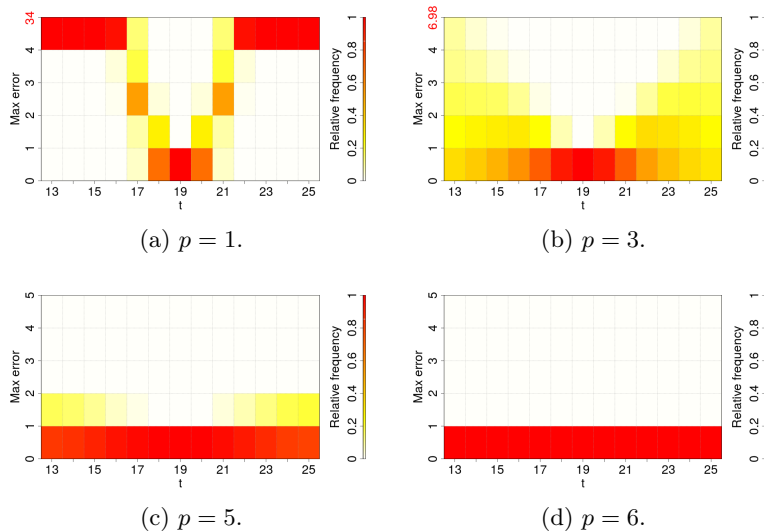 34
4
3
2
1
0
Max error
13 15 17 19 21 23 25
t
0 0.2 0.4 0.6 0.8 1
Relative frequency
(a) p = 1.
6.98
4
3
2
1
0
Max error
13 15 17 19 21 23 25
t
0 0.2 0.4 0.6 0.8 1
Relative frequency
(b) p = 3.
5
4
3
2
1
0
Max error
13 15 17 19 21 23 25
t
0 0.2 0.4 0.6 0.8 1
Relative frequency
(c) p = 5.
5
4
3
2
1
0
Max error
13 15 17 19 21 23 25
t
0 0.2 0.4 0.6 0.8 1
Relative frequency
(d) p = 6.